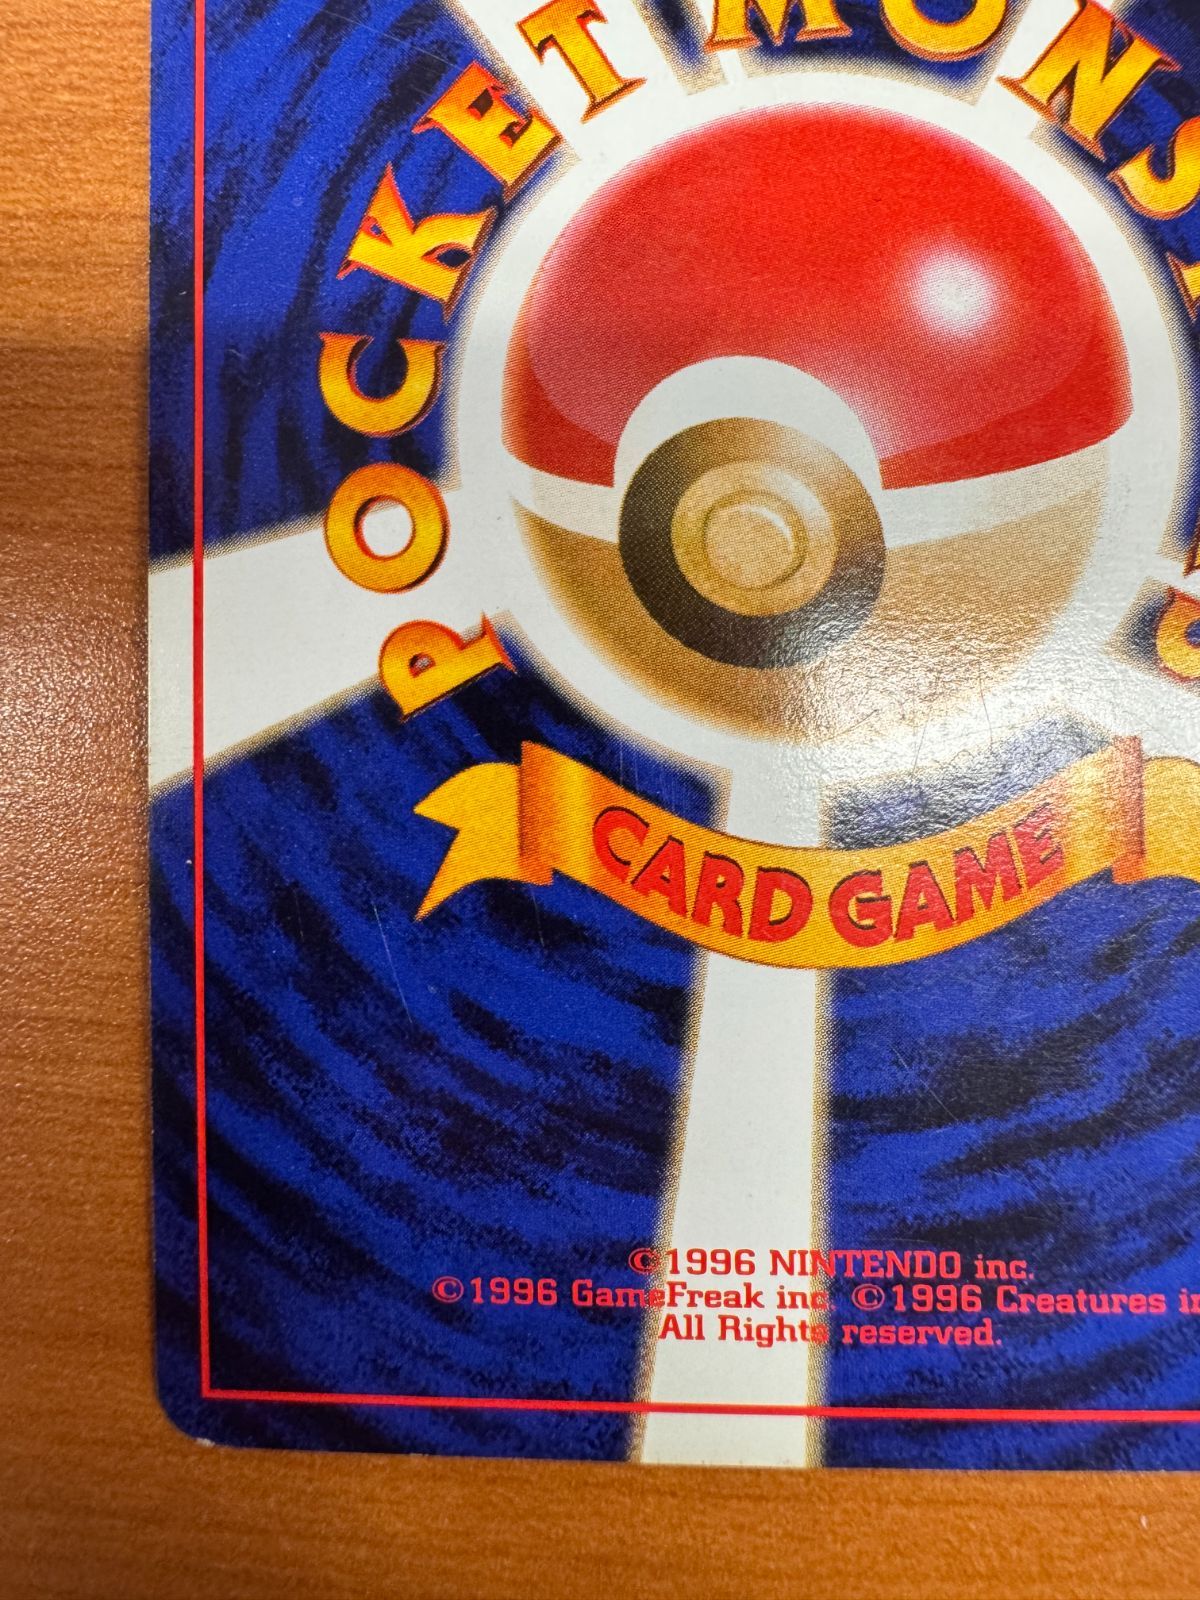 POCKET MONS
CARD GAME
©1996 NINTENDO inc.
©1996 GameFreak inc. ©1996 Creatures
All Rights reserved.